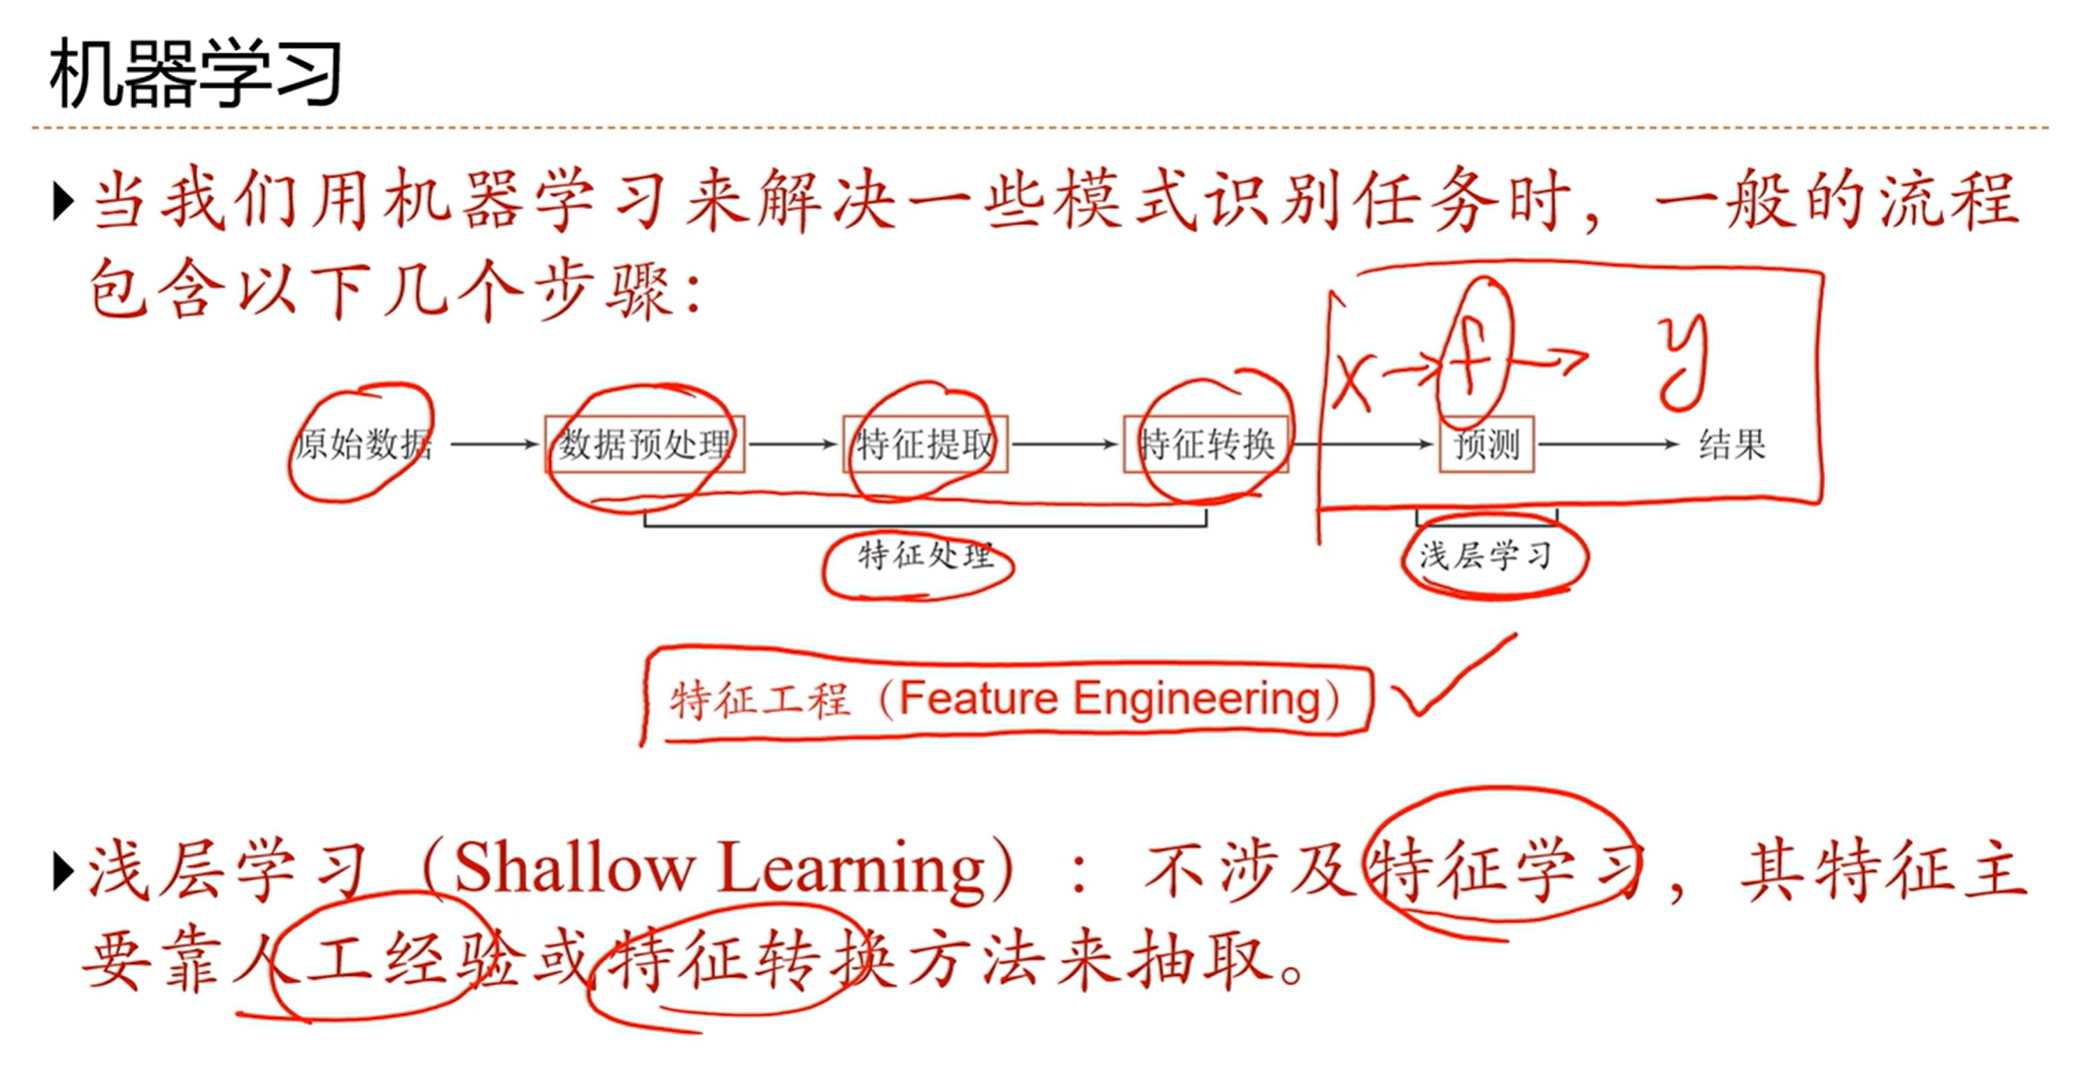 机器学习
当我们用机器学习来解决一些模式识别任务时，一般的流程
包含以下几个步骤：
x → f → y
原始数据 → 数据预处理 → 特征提取 → 特征转换 → 预测 → 结果
特征处理 浅层学习
特征工程（Feature Engineering）
浅层学习（Shallow Learning）：不涉及特征学习，其特征主
要靠人工经验或特征转换方法来抽取。